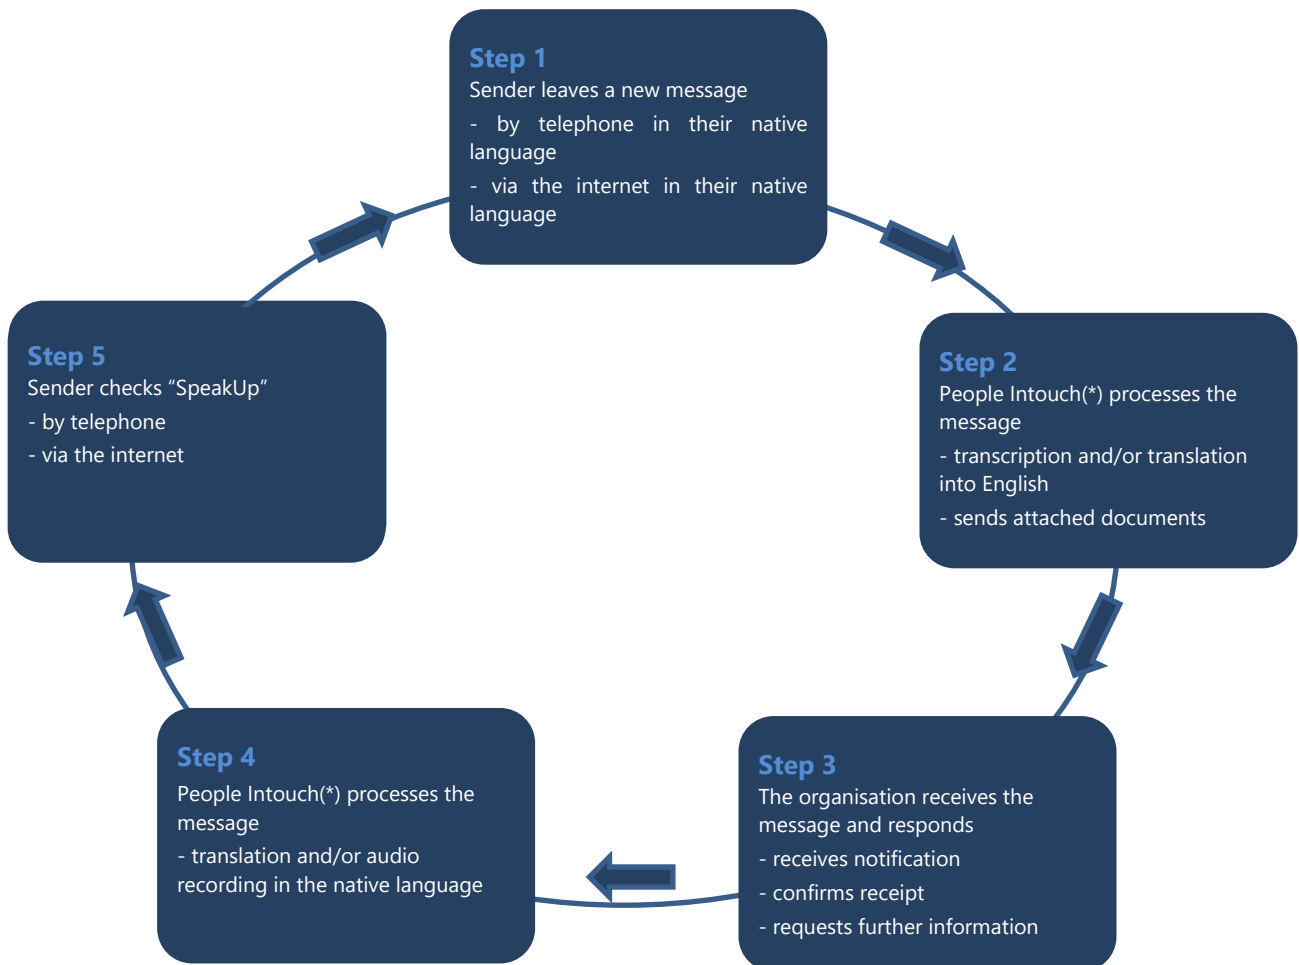 Step 1
Sender leaves a new message
- by telephone in their native
language
- via the internet in their native
language
Step 2
People Intouch(*) processes the
message
- transcription and/or translation
into English
- sends attached documents
Step 3
The organisation receives the
message and responds
- receives notification
- confirms receipt
- requests further information
Step 4
People Intouch(*) processes the
message
- translation and/or audio
recording in the native language
Step 5
Sender checks “SpeakUp”
- by telephone
- via the internet